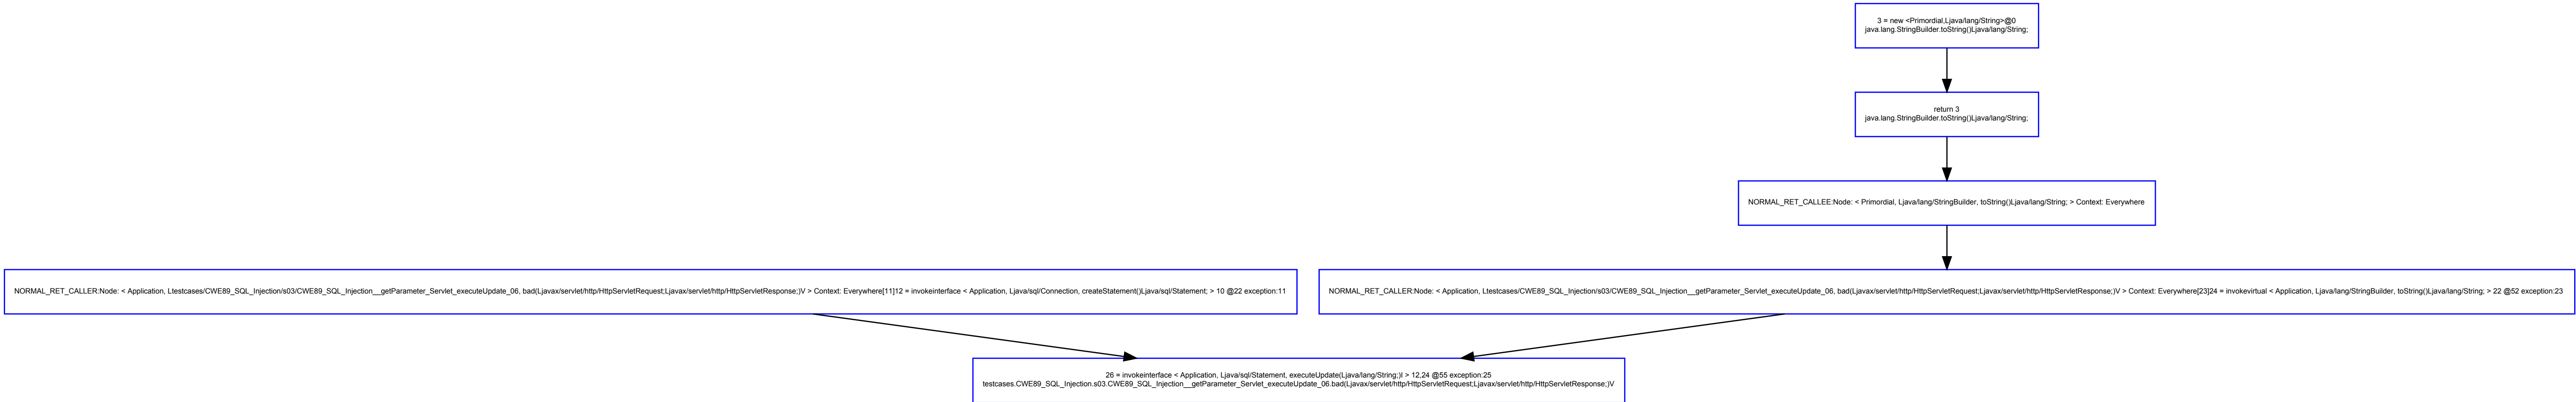 3 = new <Primordial,Ljava/lang/String>@0
java.lang.StringBuilder.toString()Ljava/lang/String;
return 3
java.lang.StringBuilder.toString()Ljava/lang/String;
NORMAL_RET_CALLEE:Node: < Primordial, Ljava/lang/StringBuilder, toString()Ljava/lang/String; > Context: Everywhere
NORMAL_RET_CALLER:Node: < Application, Ltestcases/CWE89_SQL_Injection/s03/CWE89_SQL_Injection__getParameter_Servlet_executeUpdate_06, bad(Ljavax/servlet/http/HttpServletRequest;Ljavax/servlet/http/HttpServletResponse;)V > Context: Everywhere[11]12 = invokeinterface < Application, Ljava/sql/Connection, createStatement()Ljava/sql/Statement; > 10 @22 exception:11
NORMAL_RET_CALLER:Node: < Application, Ltestcases/CWE89_SQL_Injection/s03/CWE89_SQL_Injection__getParameter_Servlet_executeUpdate_06, bad(Ljavax/servlet/http/HttpServletRequest;Ljavax/servlet/http/HttpServletResponse;)V > Context: Everywhere[23]24 = invokevirtual < Application, Ljava/lang/StringBuilder, toString()Ljava/lang/String; > 22 @52 exception:23
26 = invokeinterface < Application, Ljava/sql/Statement, executeUpdate(Ljava/lang/String;)I > 12,24 @55 exception:25
testcases.CWE89_SQL_Injection.s03.CWE89_SQL_Injection__getParameter_Servlet_executeUpdate_06.bad(Ljavax/servlet/http/HttpServletRequest;Ljavax/servlet/http/HttpServletResponse;)V